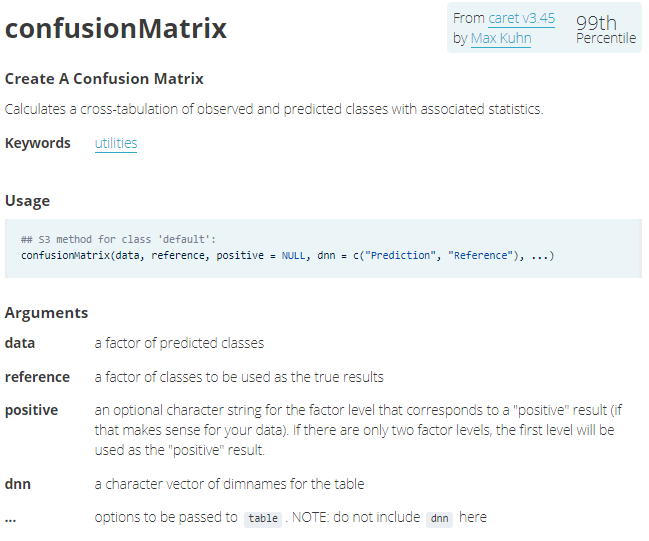 confusionMatrix
From caret v3.45
by Max Kuhn
99th
Percentile
Create A Confusion Matrix
Calculates a cross-tabulation of observed and predicted classes with associated statistics.
Keywords utilities
Usage
## S3 method for class 'default':
confusionMatrix(data, reference, positive = NULL, dnn = c("Prediction", "Reference"), ...)
Arguments
data a factor of predicted classes
reference a factor of classes to be used as the true results
positive an optional character string for the factor level that corresponds to a "positive" result (if
that makes sense for your data). If there are only two factor levels, the first level will be
used as the "positive" result.
dnn a character vector of dimnames for the table
... options to be passed to table . NOTE: do not include dnn here